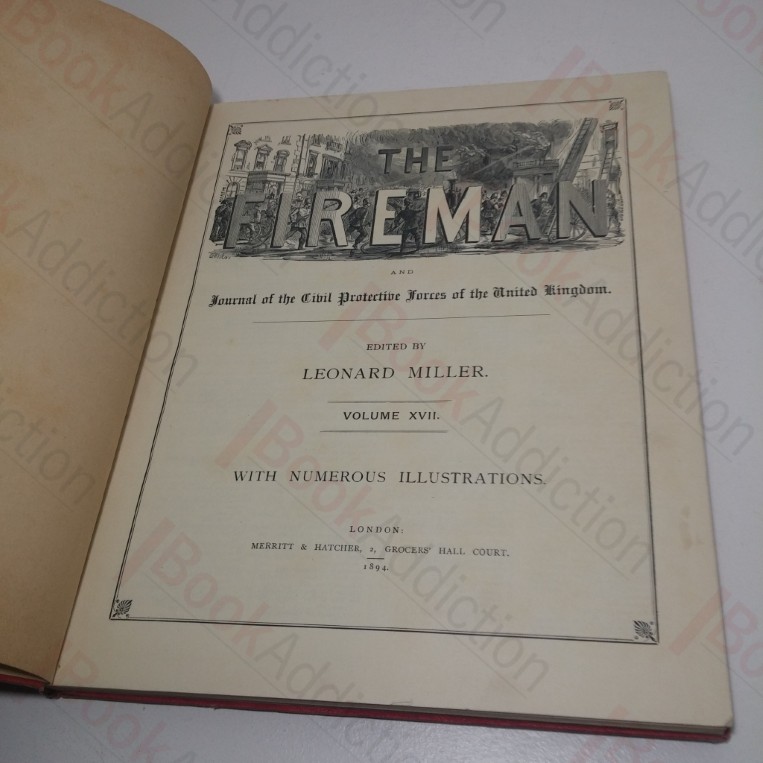 THE
FIREMAN
AND
Journal of the Civil Protective Forces of the United Kingdom.
EDITED BY
LEONARD MILLER.
VOLUME XVII.
WITH NUMEROUS ILLUSTRATIONS.
LONDON:
MERRITT & HATCHER, 2, GROCERS' HALL COURT.
1894.
BookAddiction